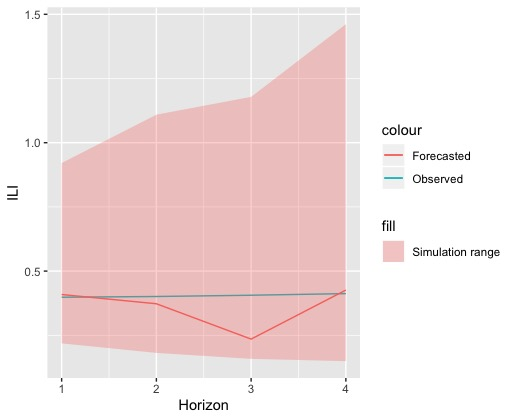 1.5
1.0
0.5
ILI
1 2 3 4
Horizon
colour
Forecasted
Observed
fill
Simulation range